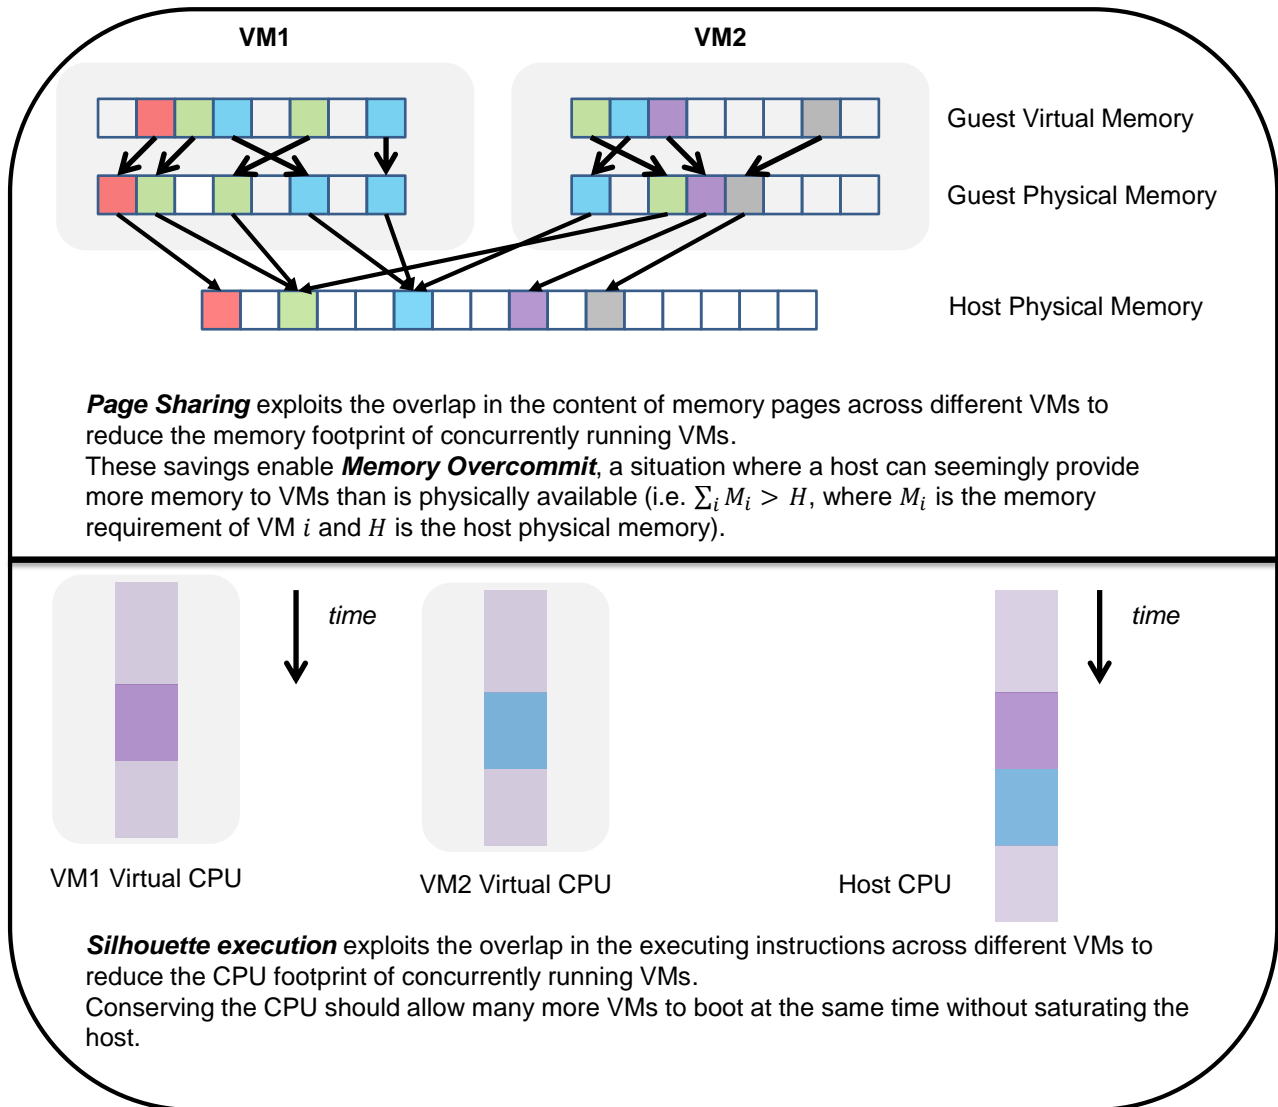 VM1
VM2
Guest Virtual Memory
Guest Physical Memory
Host Physical Memory
Page Sharing exploits the overlap in the content of memory pages across different VMs to
reduce the memory footprint of concurrently running VMs.
These savings enable Memory Overcommit, a situation where a host can seemingly provide
more memory to VMs than is physically available (i.e. ∑ᵢ 𝑀ᵢ > 𝐻, where 𝑀ᵢ is the memory
requirement of VM 𝑖 and 𝐻 is the host physical memory).
time
time
VM1 Virtual CPU
VM2 Virtual CPU
Host CPU
Silhouette execution exploits the overlap in the executing instructions across different VMs to
reduce the CPU footprint of concurrently running VMs.
Conserving the CPU should allow many more VMs to boot at the same time without saturating the
host.